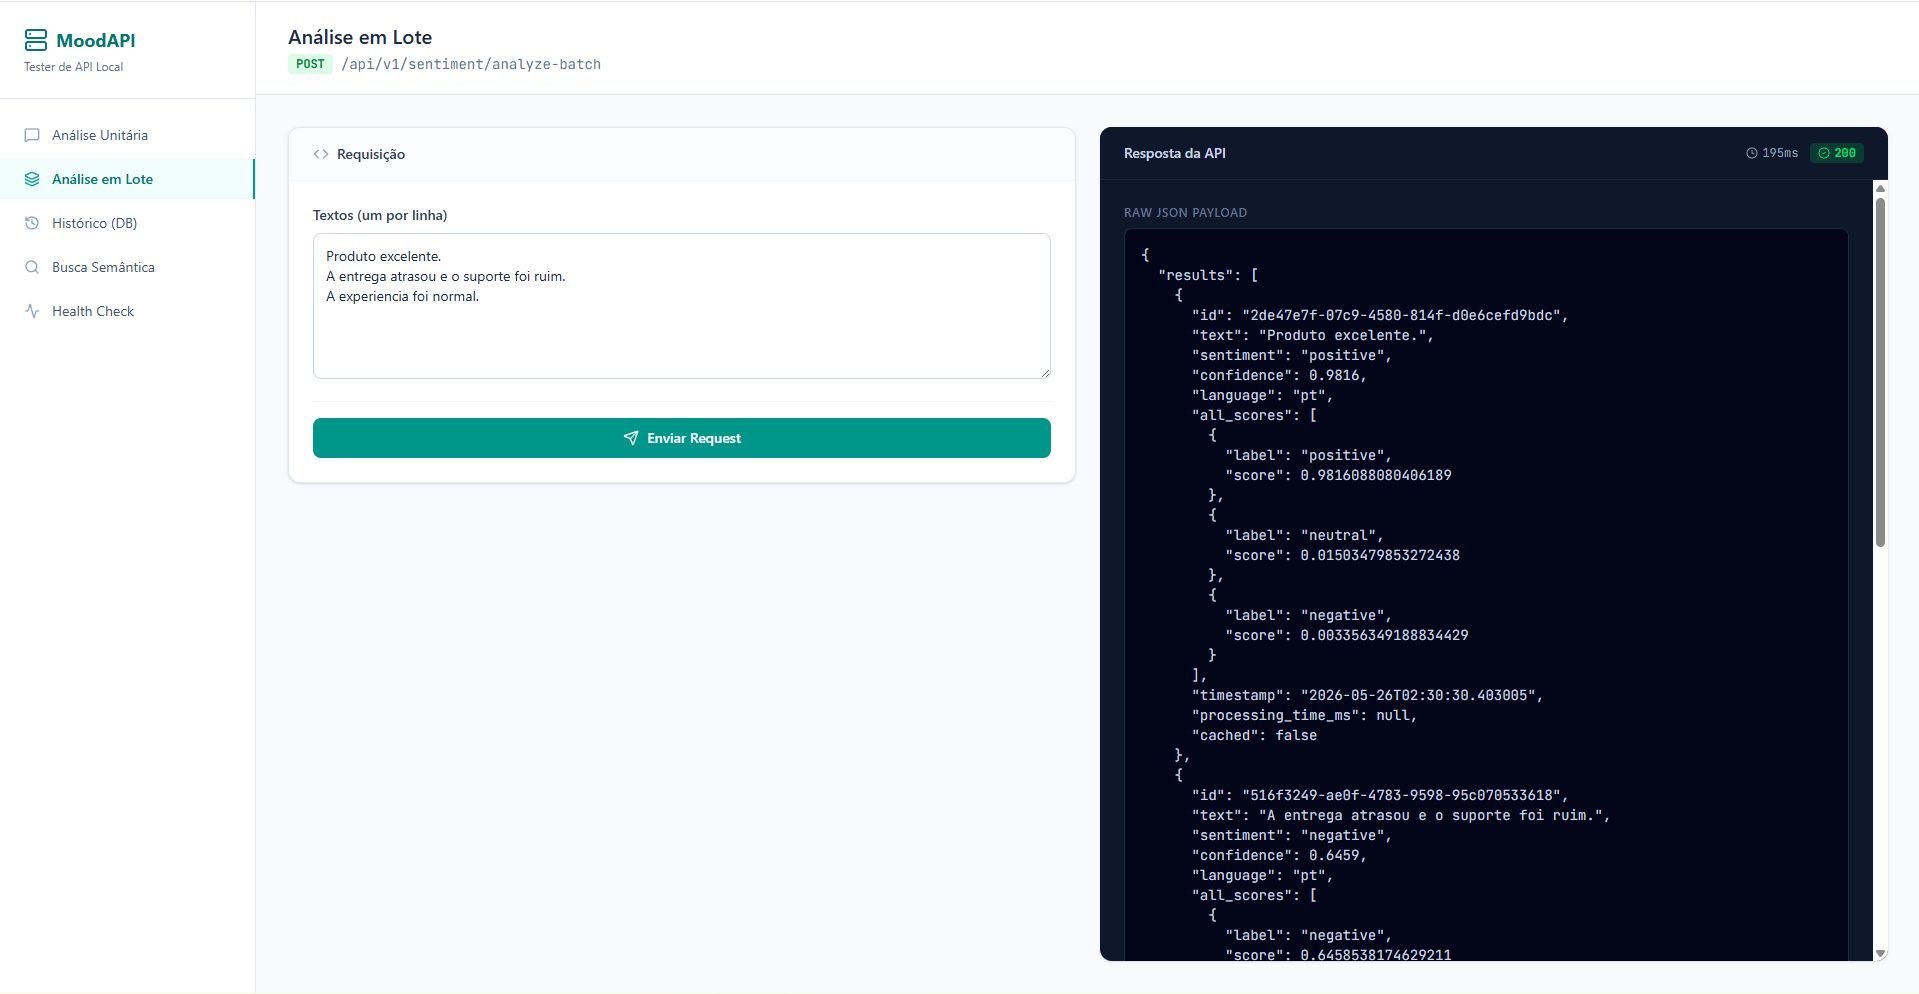 MoodAPI
Tester de API Local
Análise Unitária
Análise em Lote
Histórico (DB)
Busca Semântica
Health Check
Análise em Lote
POST /api/v1/sentiment/analyze-batch
Requisição
Textos (um por linha)
Produto excelente.
A entrega atrasou e o suporte foi ruim.
A experiencia foi normal.
Enviar Request
Resposta da API 195ms 200
RAW JSON PAYLOAD
{
"results": [
{
"id": "2de47e7f-07c9-4580-814f-d0e6cefd9bdc",
"text": "Produto excelente.",
"sentiment": "positive",
"confidence": 0.9816,
"language": "pt",
"all_scores": [
{
"label": "positive",
"score": 0.9816088080406189
},
{
"label": "neutral",
"score": 0.01503479853272438
},
{
"label": "negative",
"score": 0.003356349188834429
}
],
"timestamp": "2026-05-26T02:30:30.403005",
"processing_time_ms": null,
"cached": false
},
{
"id": "516f3249-ae0f-4783-9598-95c070533618",
"text": "A entrega atrasou e o suporte foi ruim.",
"sentiment": "negative",
"confidence": 0.6459,
"language": "pt",
"all_scores": [
{
"label": "negative",
"score": 0.6458538174629211